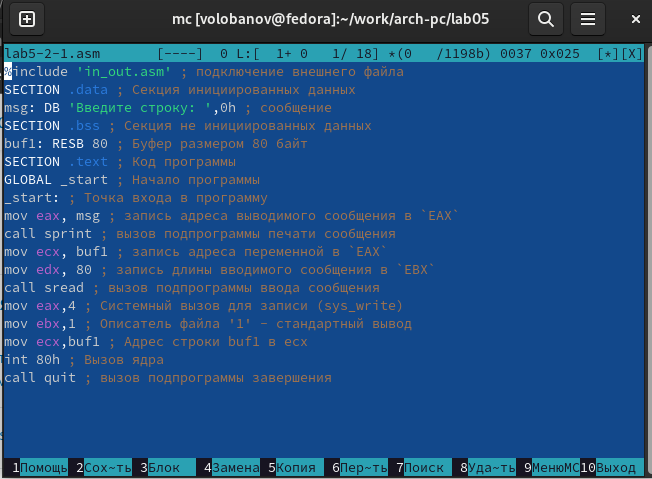 mc [volobanov@fedora]:~/work/arch-pc/lab05
lab5-2-1.asm [----] 0 L:[ 1+ 0 1/ 18] *(0 /1198b) 0037 0x025 [*][X]
%include 'in_out.asm' ; подключение внешнего файла
SECTION .data ; Секция инициированных данных
msg: DB 'Введите строку: ',0h ; сообщение
SECTION .bss ; Секция не инициированных данных
buf1: RESB 80 ; Буфер размером 80 байт
SECTION .text ; Код программы
GLOBAL _start ; Начало программы
_start: ; Точка входа в программу
mov eax, msg ; запись адреса выводимого сообщения в `EAX`
call sprint ; вызов подпрограммы печати сообщения
mov ecx, buf1 ; запись адреса переменной в `EAX`
mov edx, 80 ; запись длины вводимого сообщения в `EBX`
call sread ; вызов подпрограммы ввода сообщения
mov eax,4 ; Системный вызов для записи (sys_write)
mov ebx,1 ; Описатель файла '1' - стандартный вывод
mov ecx,buf1 ; Адрес строки buf1 в ecx
int 80h ; Вызов ядра
call quit ; вызов подпрограммы завершения
1Помощь 2Сох~ть 3Блок 4Замена 5Копия 6Пер~ть 7Поиск 8Уда~ть 9МенюMC 10Выход